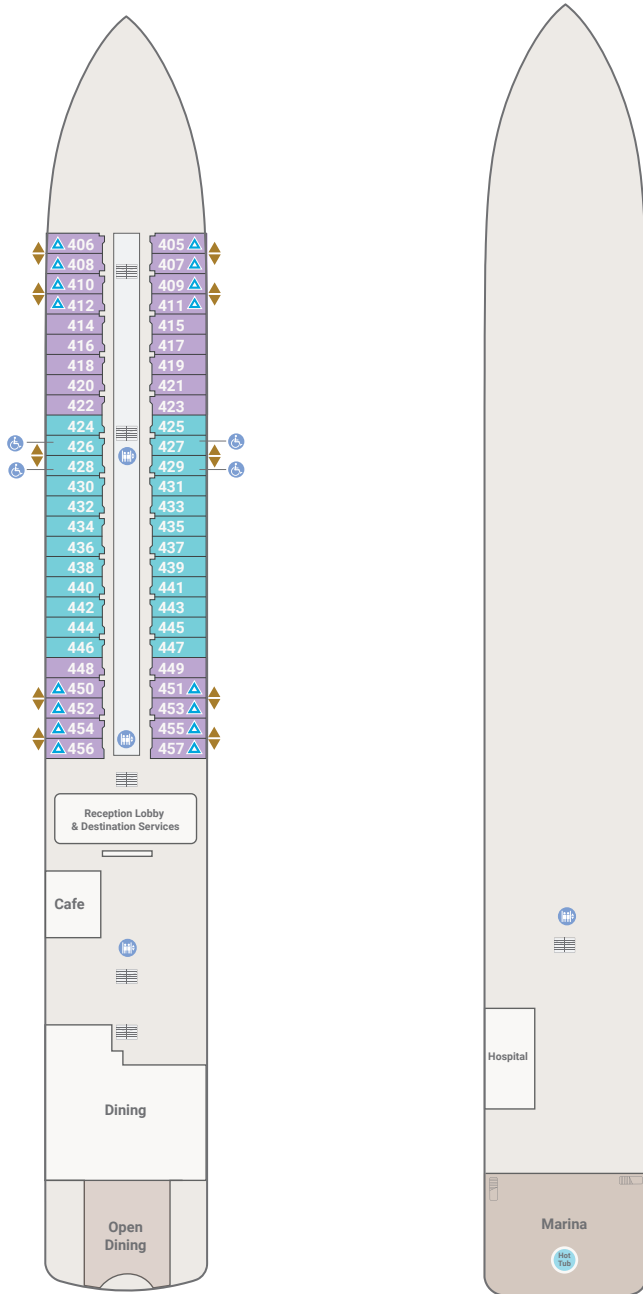 406 405
408 407
410 409
412 411
414 415
416 417
418 419
420 421
422 423
424 425
426 427
428 429
430 431
432 433
434 435
436 437
438 439
440 441
442 443
444 445
446 447
448 449
450 451
452 453
454 455
456 457
Reception Lobby
& Destination Services
Cafe
Dining
Open
Dining
Hospital
Marina
Hot
Tub